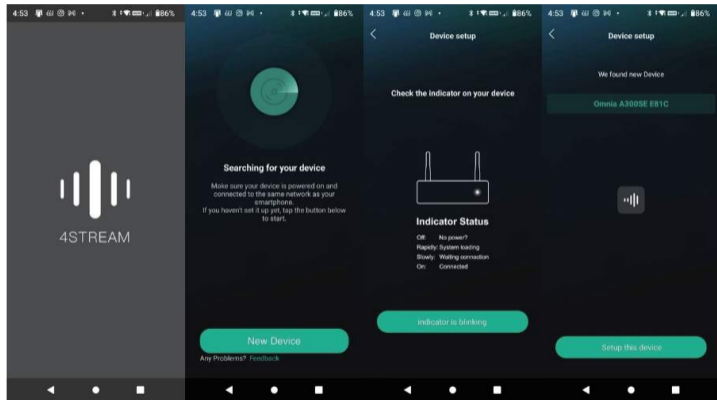 4:53
86%
4STREAM
4:53
86%
Searching for your device
Make sure your device is powered on and
connected to the same network as your
smartphone.
If you haven't set it up yet, tap the button below
to start.
New Device
Any Problems? Feedback
4:53
86%
Device setup
Check the indicator on your device
Indicator Status
Off: No power?
Rapidly: System loading
Slowly: Waiting connection
On: Connected
indicator is blinking
4:53
86%
Device setup
We found new Device
Omnia A300SE E81C
Setup this device